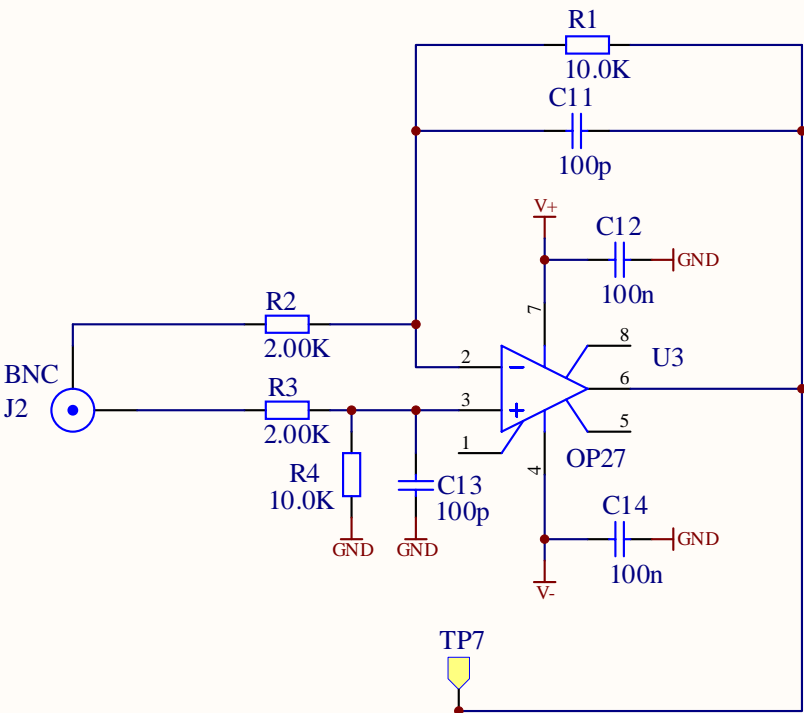 R1
10.0K
C11
100p
V+
C12
GND
100n
7
R2
2.00K
8
U3
BNC
J2
2
6
R3
2.00K
3
5
1
OP27
R4
10.0K
C13
100p
4
GND
GND
C14
GND
100n
V-
TP7